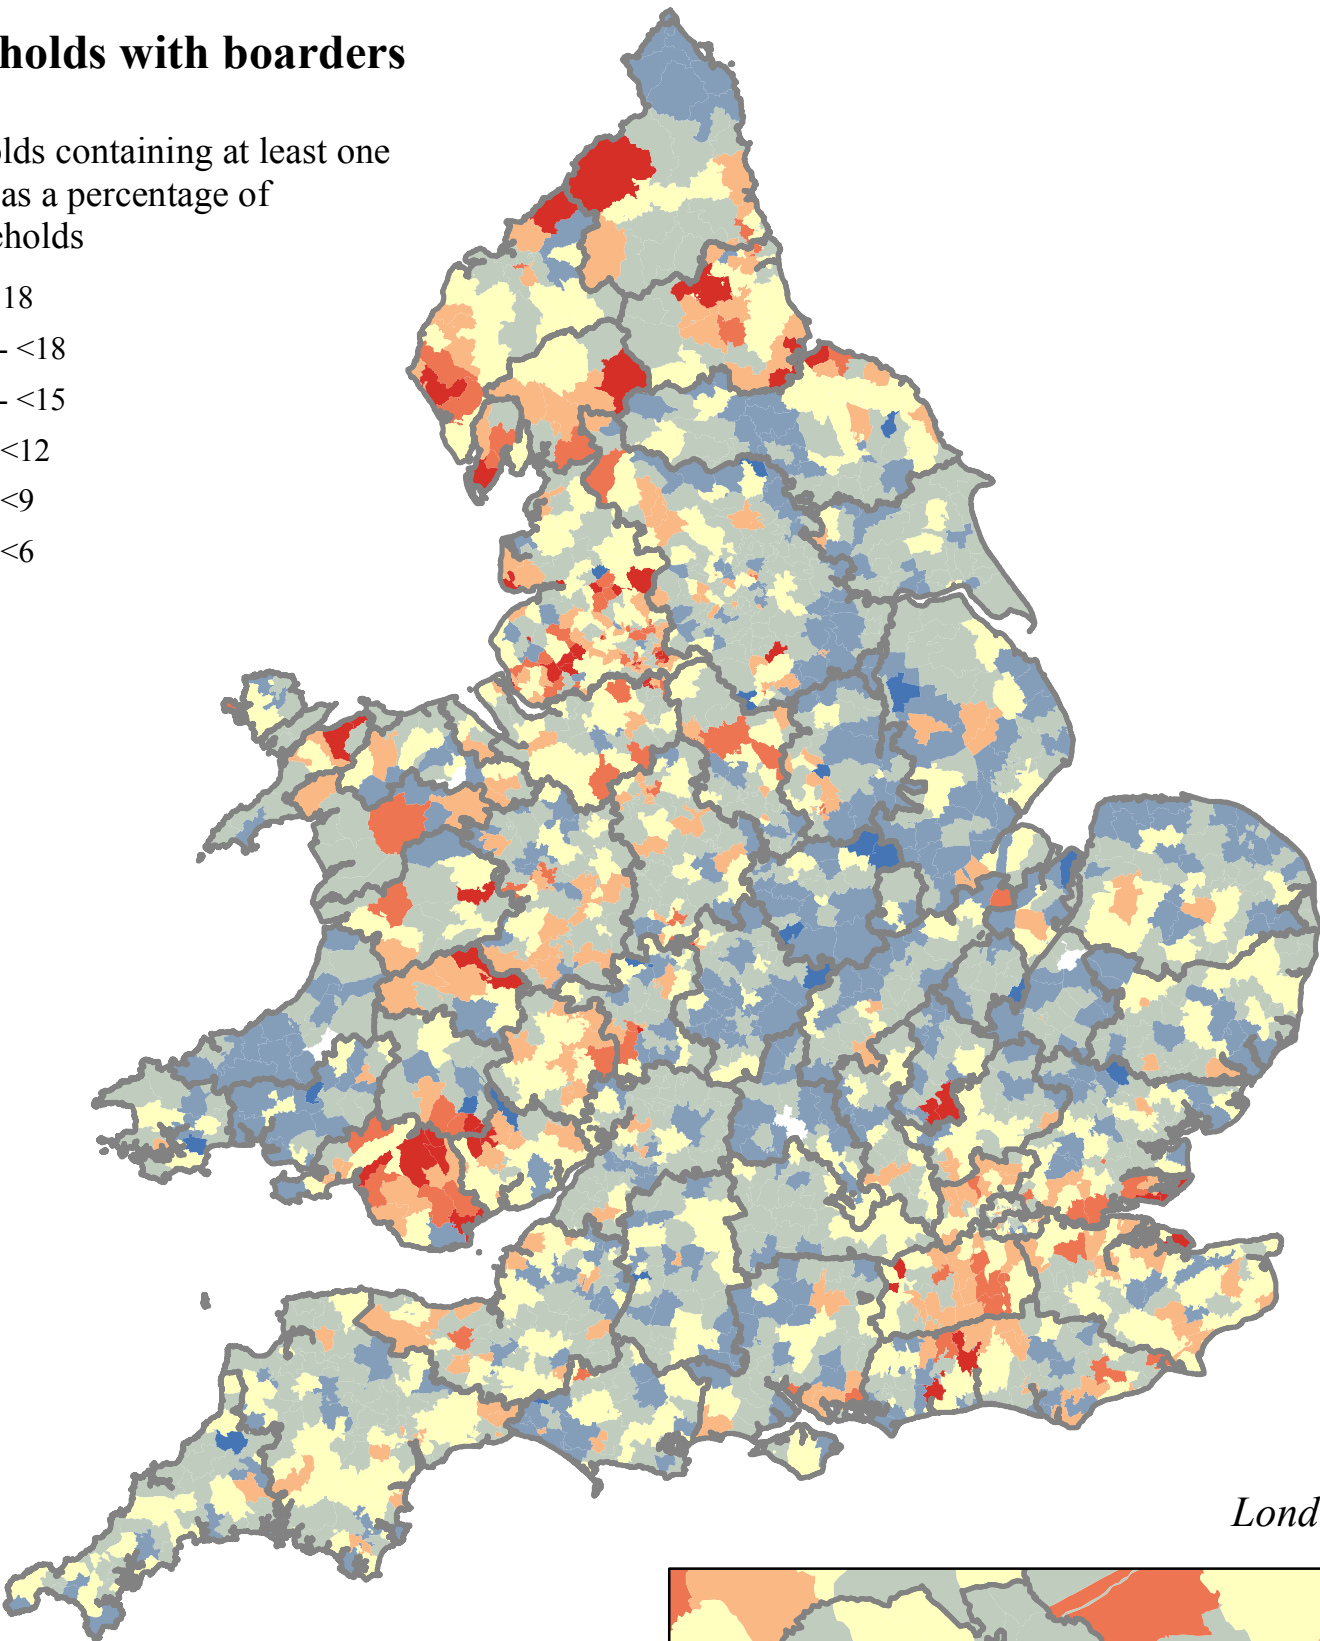 holds with boarders
olds containing at least one
as a percentage of
eholds
18
- <18
- <15
<12
<9
<6
Lond